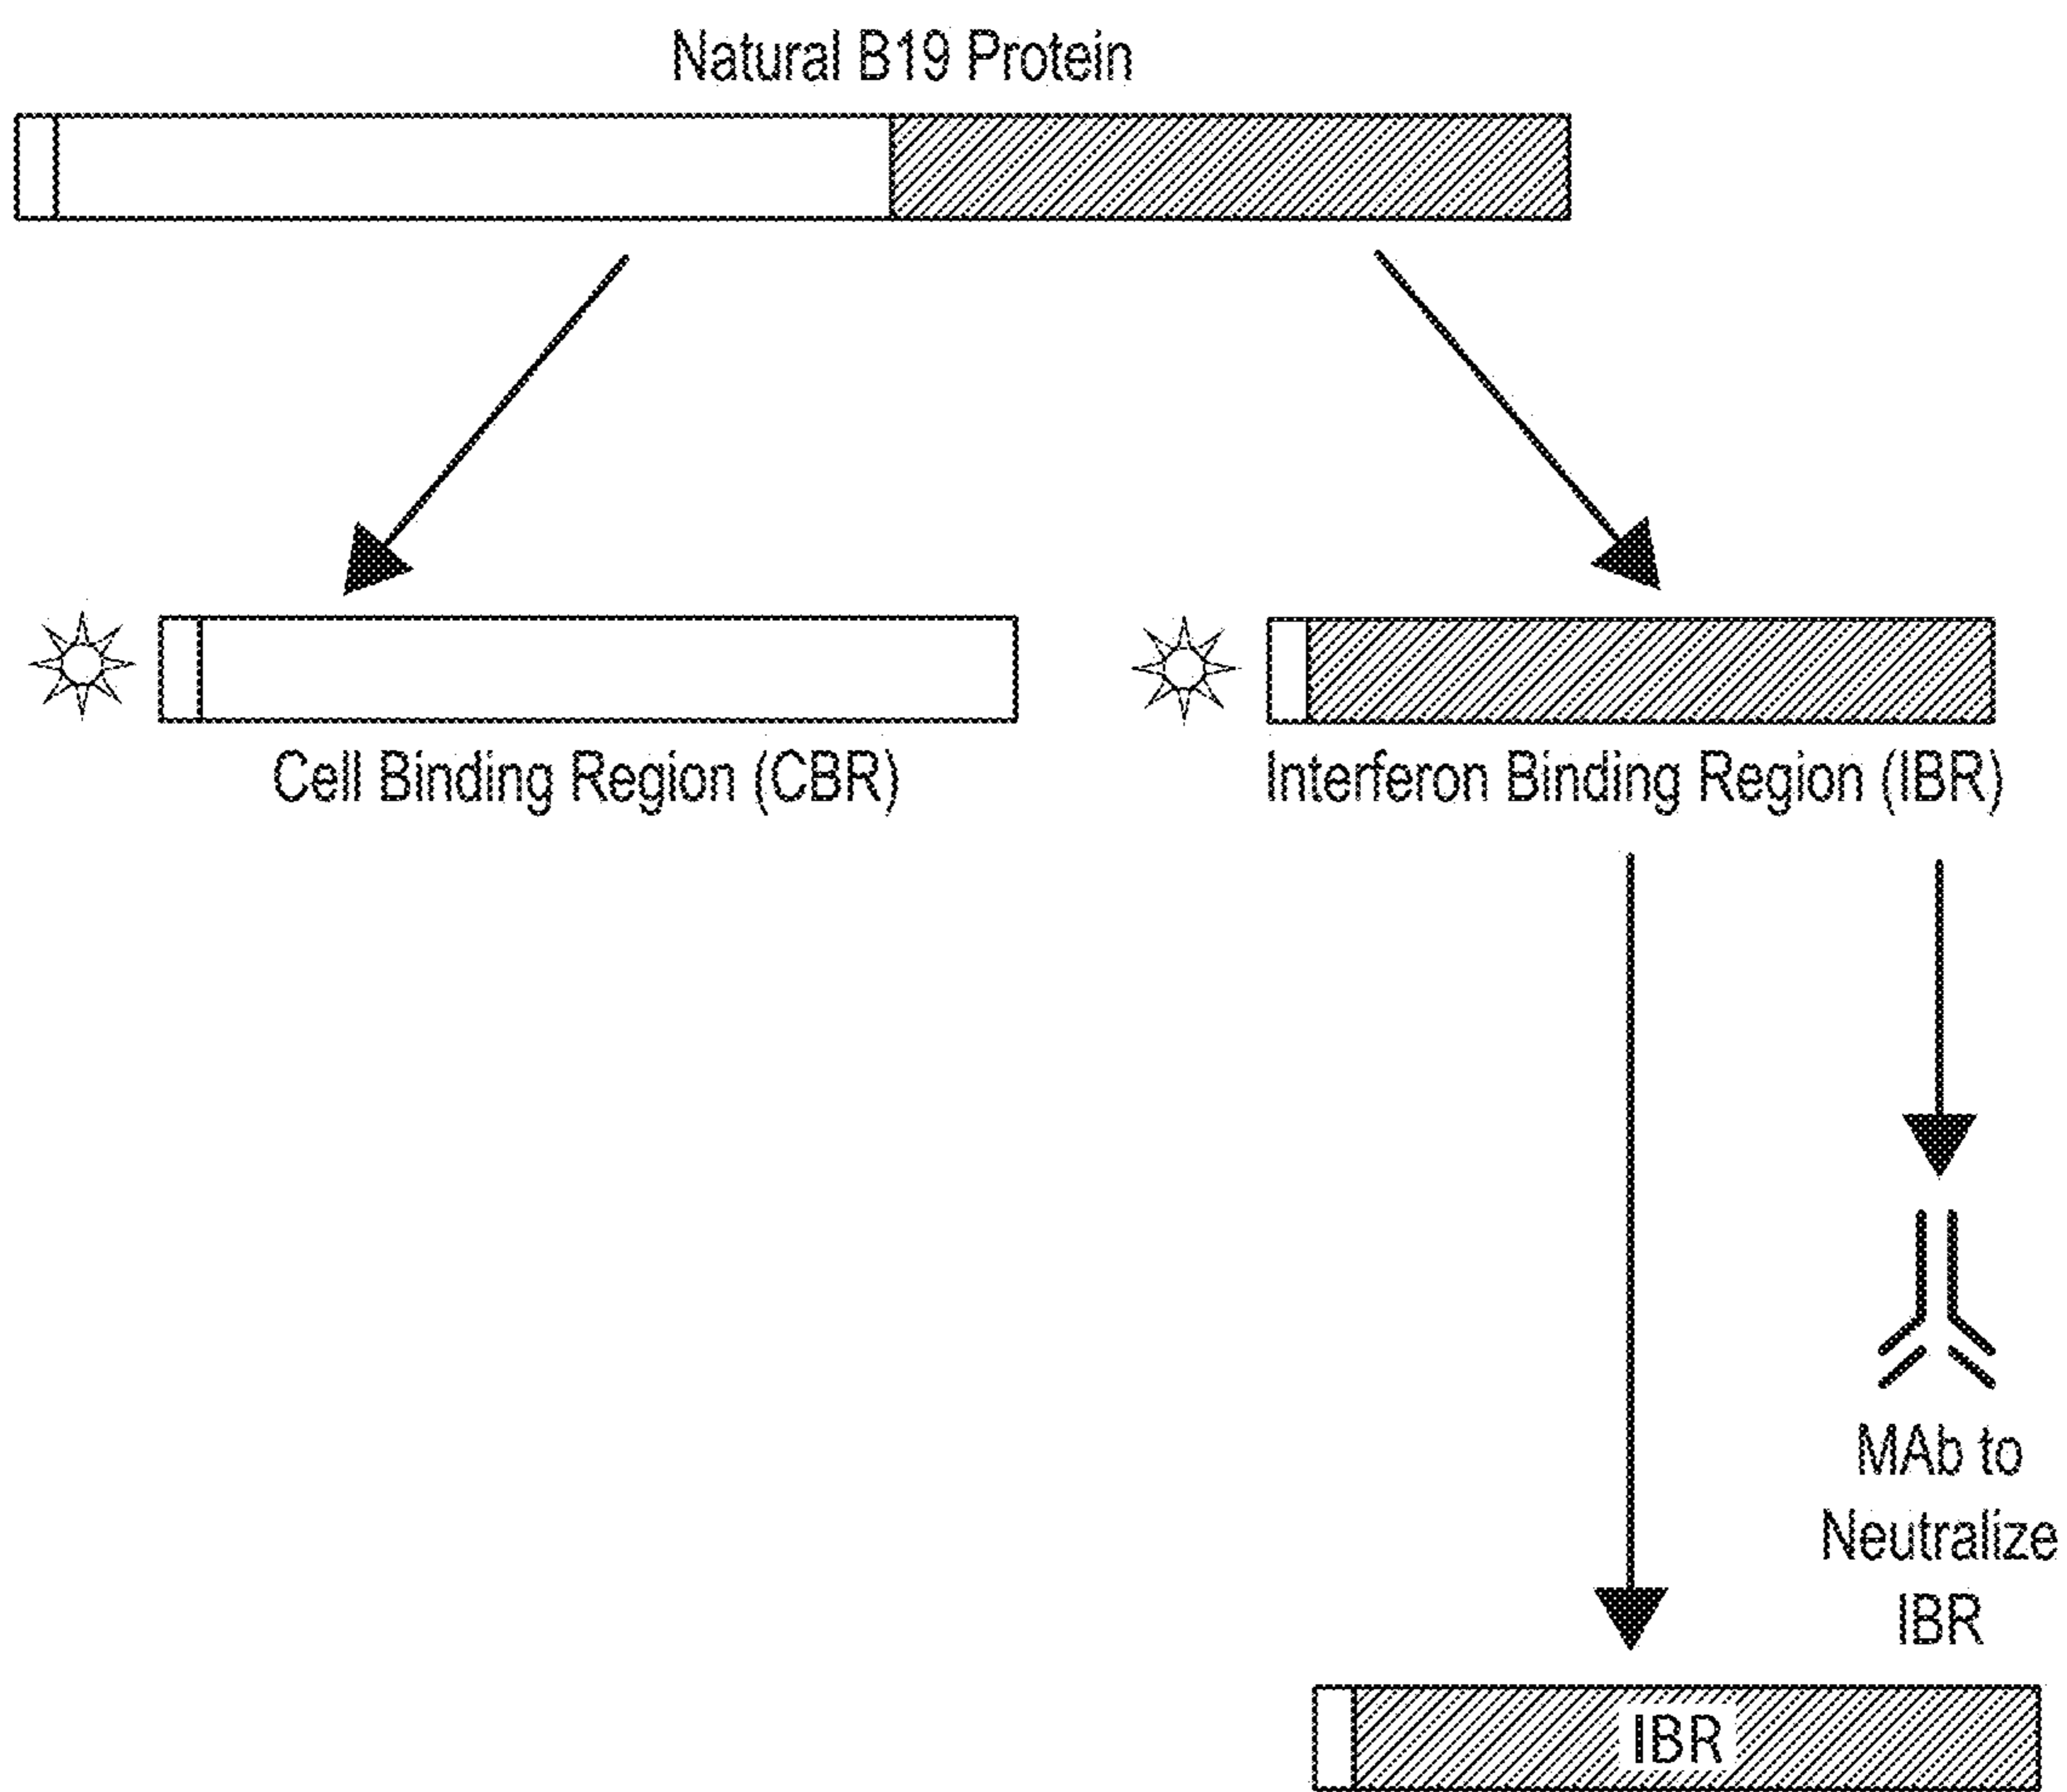 Natural B19 Protein
Cell Binding Region (CBR)
Interferon Binding Region (IBR)
MAb to
Neutralize
IBR
IBR